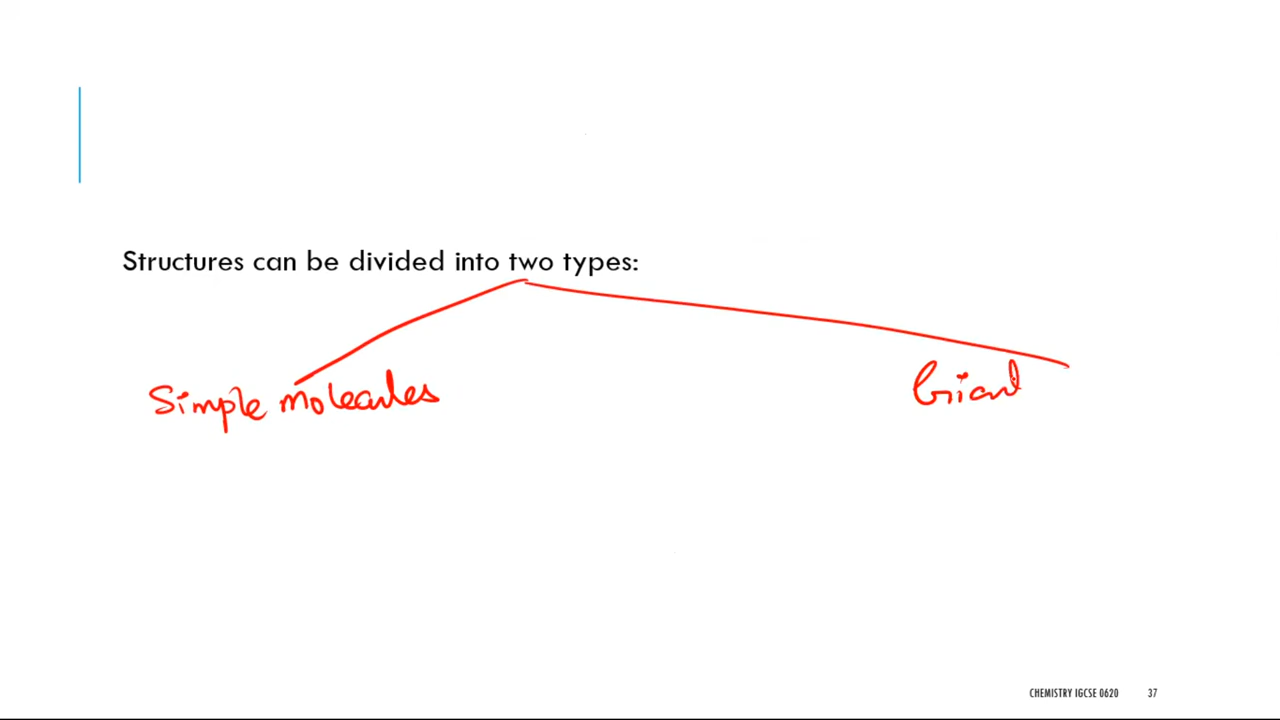 Structures can be divided into two types:
Simple molecules
Giant
CHEMISTRY IGCSE 0620 37